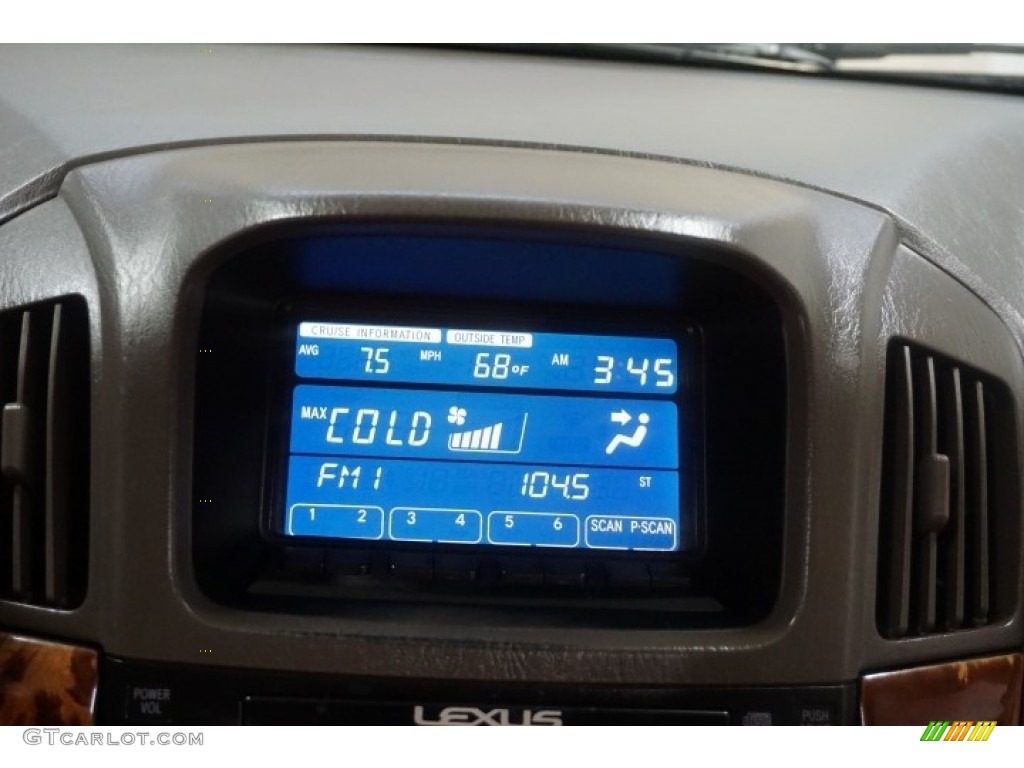 CRUISE INFORMATION OUTSIDE TEMP
AVG 7.5 MPH 68°F AM 3:45
MAX COLD
FM1 104.5 ST
1 2 3 4 5 6 SCAN P·SCAN
POWER
VOL
LEXUS
PUSH
GTCARLOT.COM